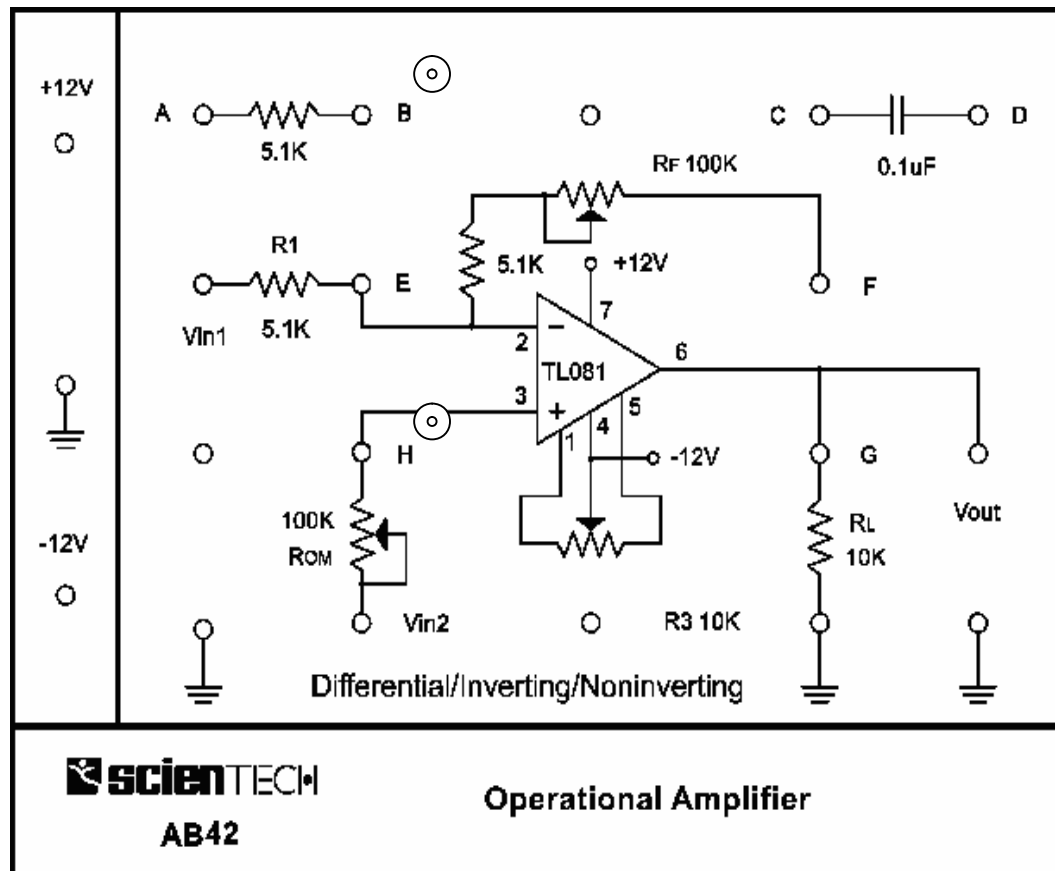 +12V
A
B
C
D
5.1K
0.1uF
RF 100K
R1
E
5.1K
+12V
F
Vin1
5.1K
7
2
−
TL081
6
3
+
5
1
4
H
-12V
G
100K
ROM
RL
10K
Vout
-12V
Vin2
R3 10K
Differential/Inverting/Noninverting
SCIENTECH
AB42
Operational Amplifier